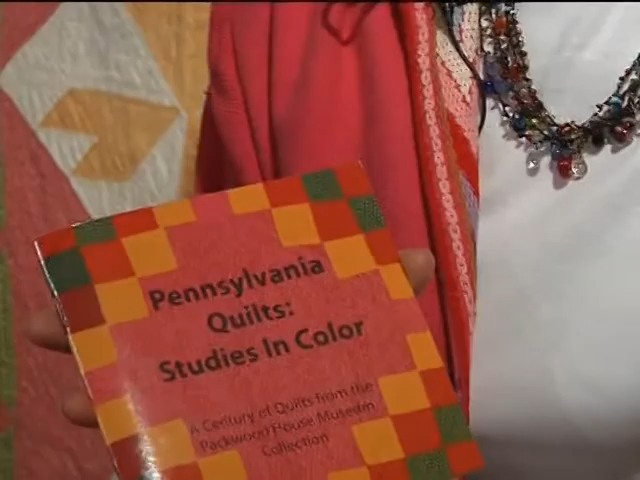 Pennsylvania
Quilts:
Studies In Color
A Century of Quilts from the
Packwood House Museum
Collection